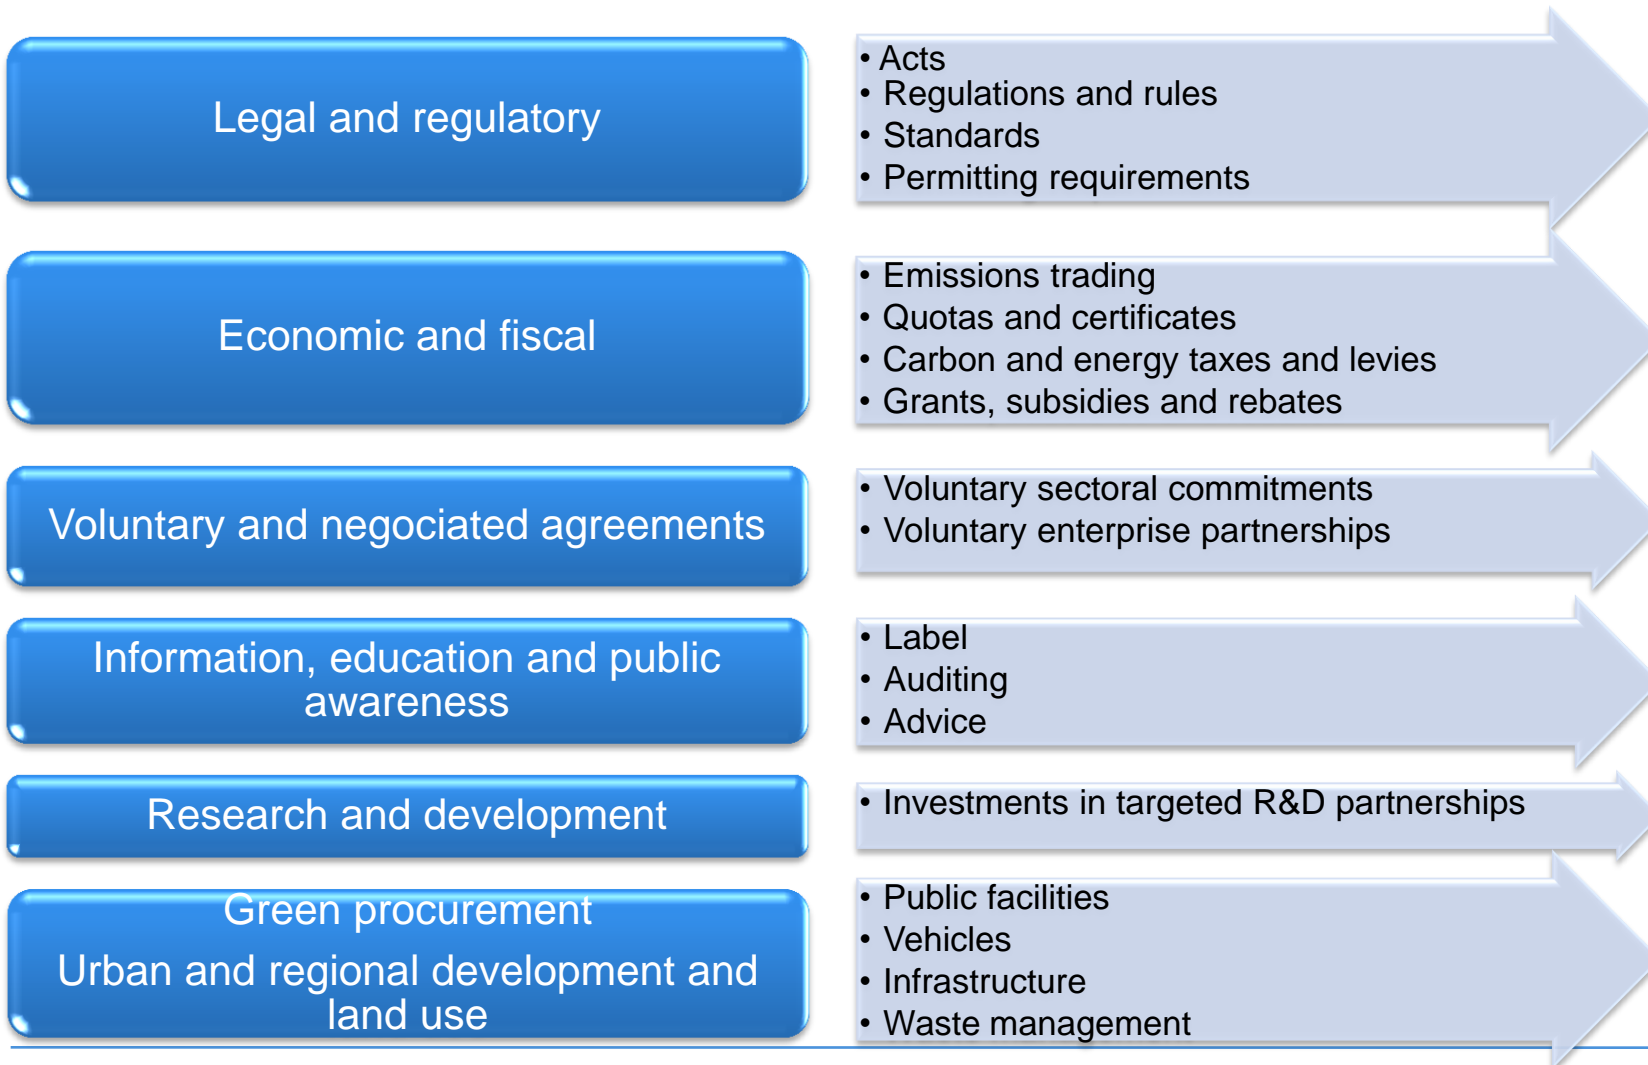 Legal and regulatory
• Acts
• Regulations and rules
• Standards
• Permitting requirements
Economic and fiscal
• Emissions trading
• Quotas and certificates
• Carbon and energy taxes and levies
• Grants, subsidies and rebates
Voluntary and negociated agreements
• Voluntary sectoral commitments
• Voluntary enterprise partnerships
Information, education and public
awareness
• Label
• Auditing
• Advice
Research and development
• Investments in targeted R&D partnerships
Green procurement
Urban and regional development and
land use
• Public facilities
• Vehicles
• Infrastructure
• Waste management